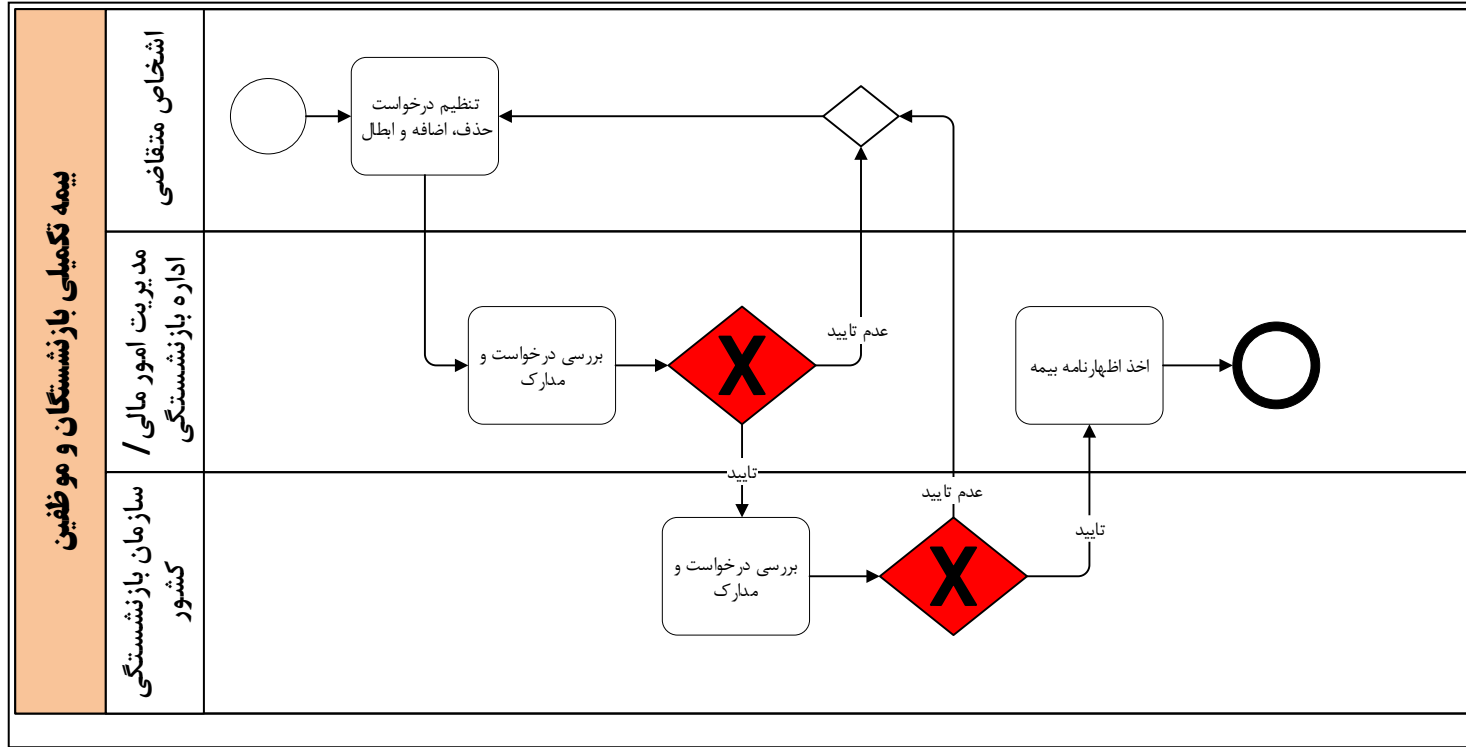 بیمه تکمیلی بازنشستگان و موظفین
اشخاص متقاضی
تنظیم درخواست
حذف، اضافه و ابطال
مدیریت امور مالی /
اداره بازنشستگی
بررسی درخواست و
مدارک
X
عدم تایید
تایید
اخذ اظهارنامه بیمه
سازمان بازنشستگی
کشور
بررسی درخواست و
مدارک
X
عدم تایید
تایید